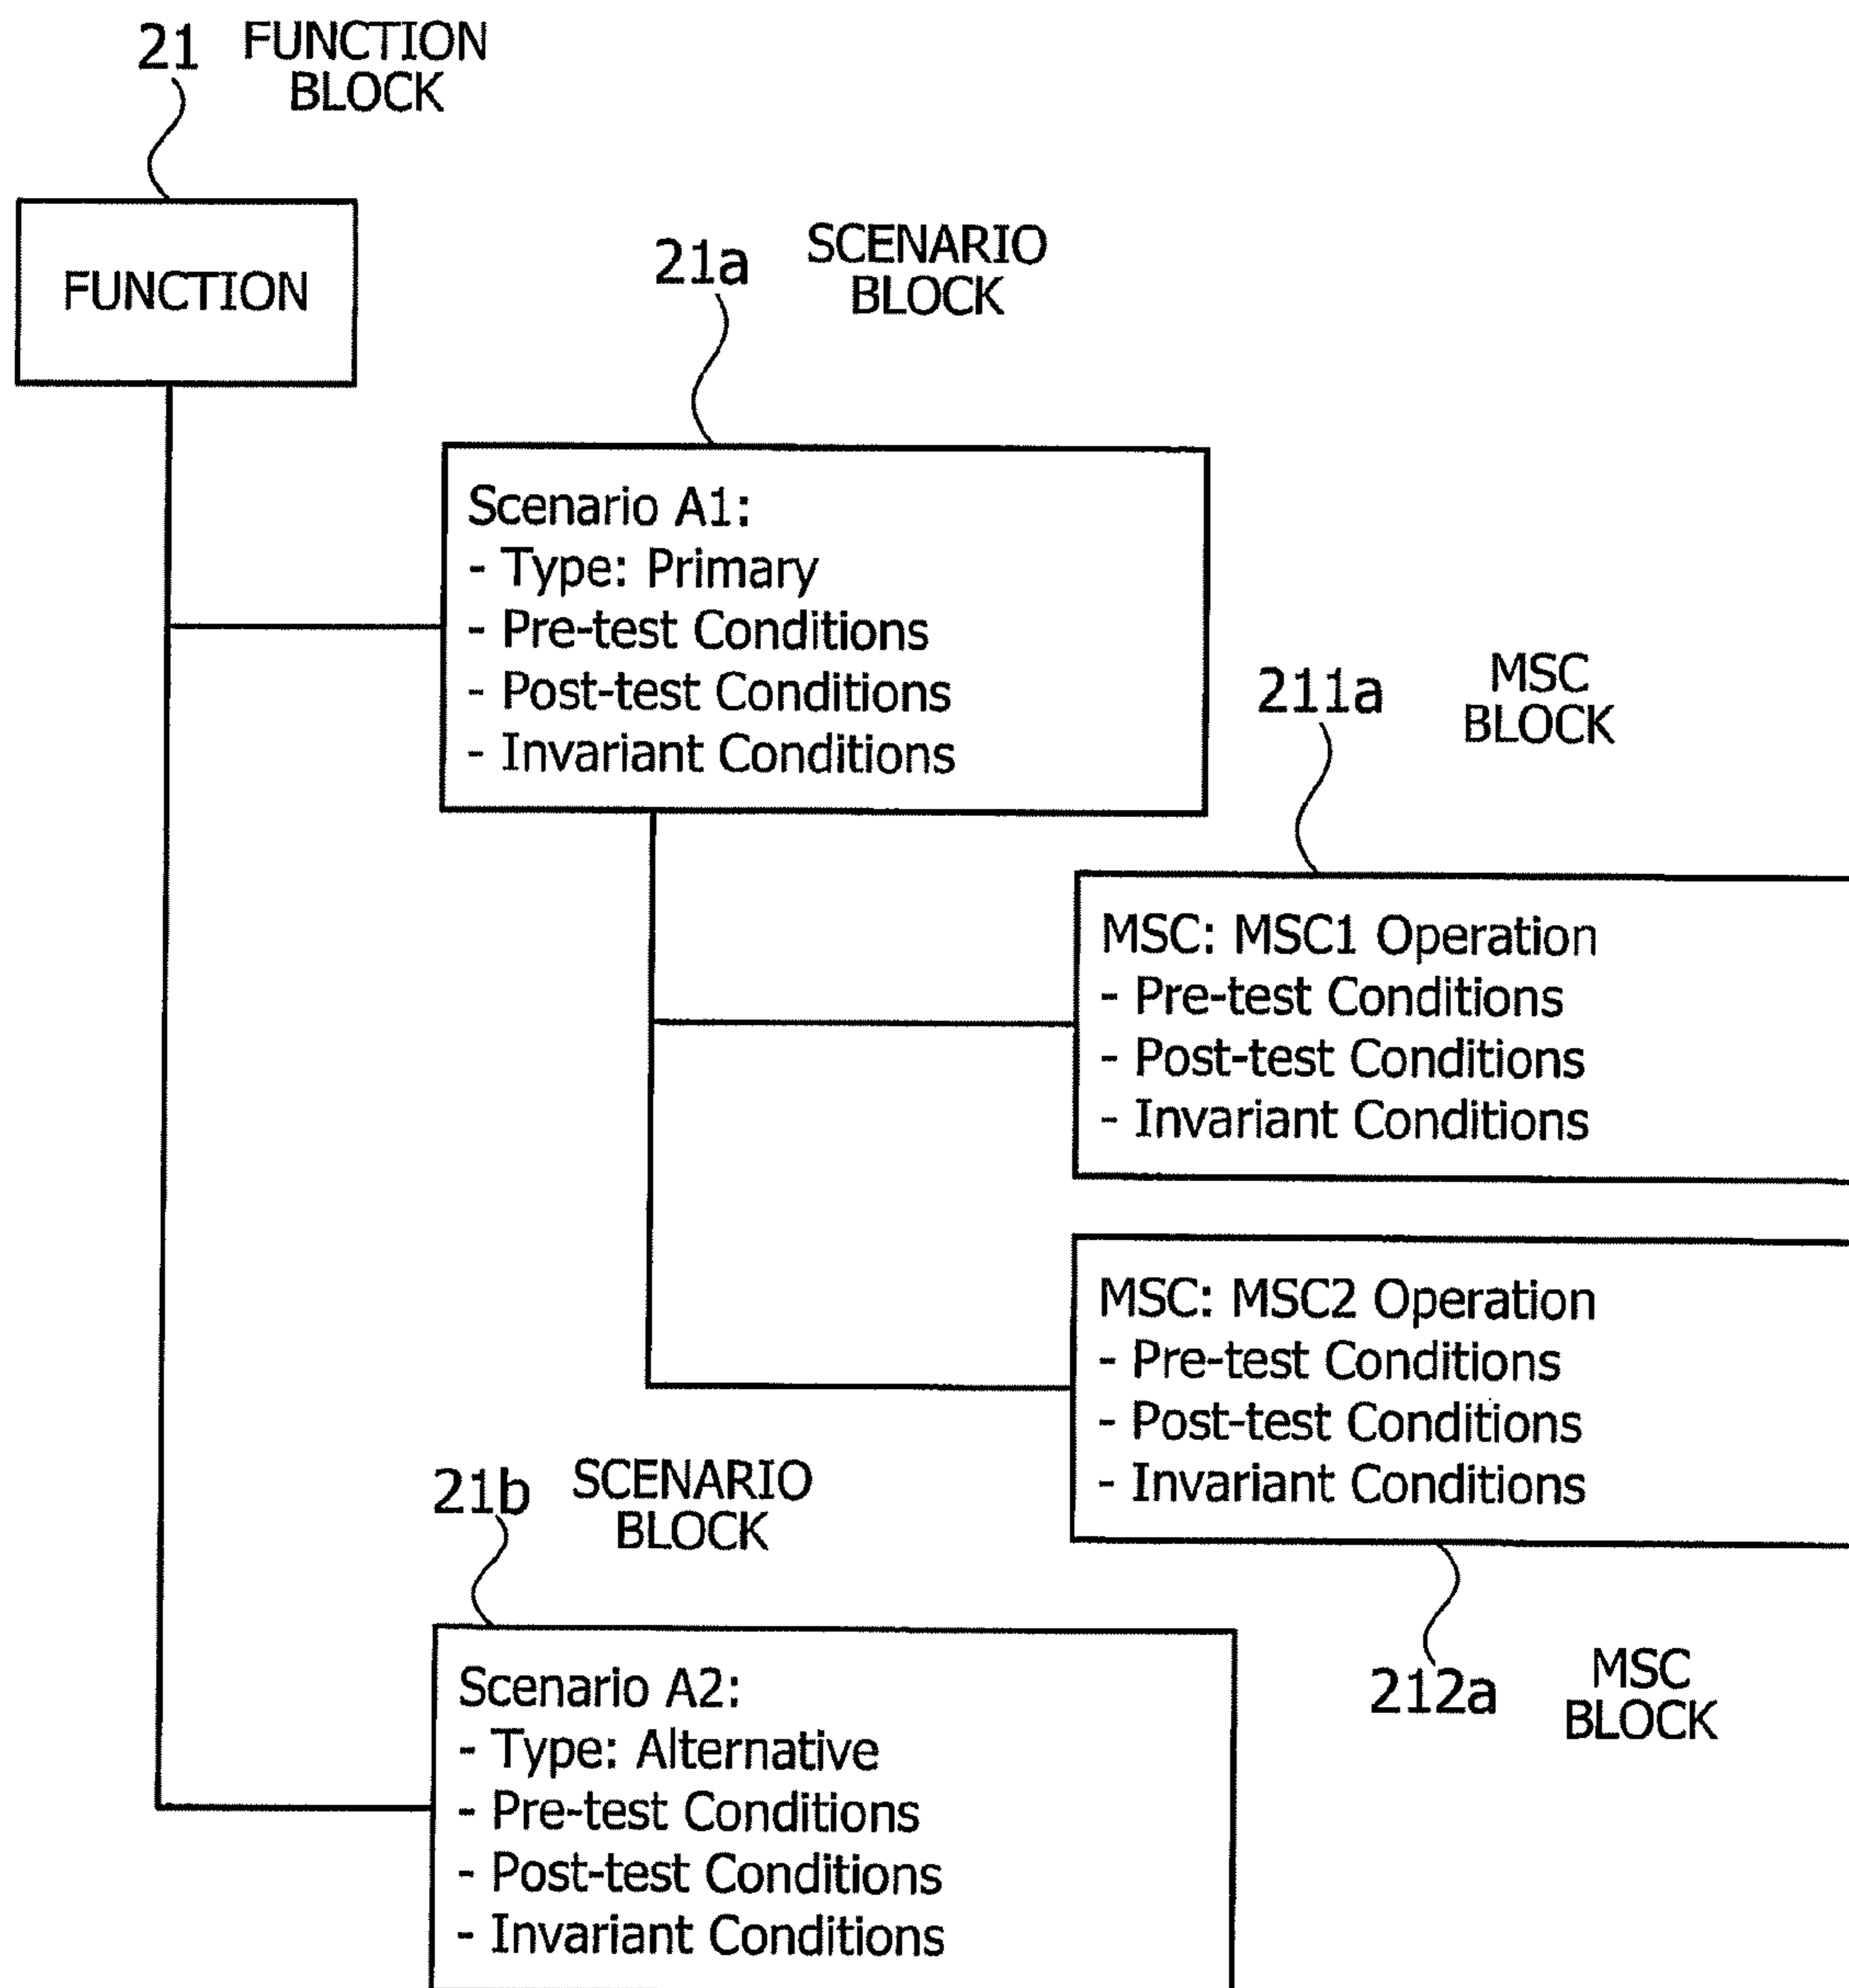 21 FUNCTION
BLOCK
FUNCTION
21a SCENARIO
BLOCK
Scenario A1:
- Type: Primary
- Pre-test Conditions
- Post-test Conditions
- Invariant Conditions
211a MSC
BLOCK
MSC: MSC1 Operation
- Pre-test Conditions
- Post-test Conditions
- Invariant Conditions
MSC: MSC2 Operation
- Pre-test Conditions
- Post-test Conditions
- Invariant Conditions
212a MSC
BLOCK
21b SCENARIO
BLOCK
Scenario A2:
- Type: Alternative
- Pre-test Conditions
- Post-test Conditions
- Invariant Conditions